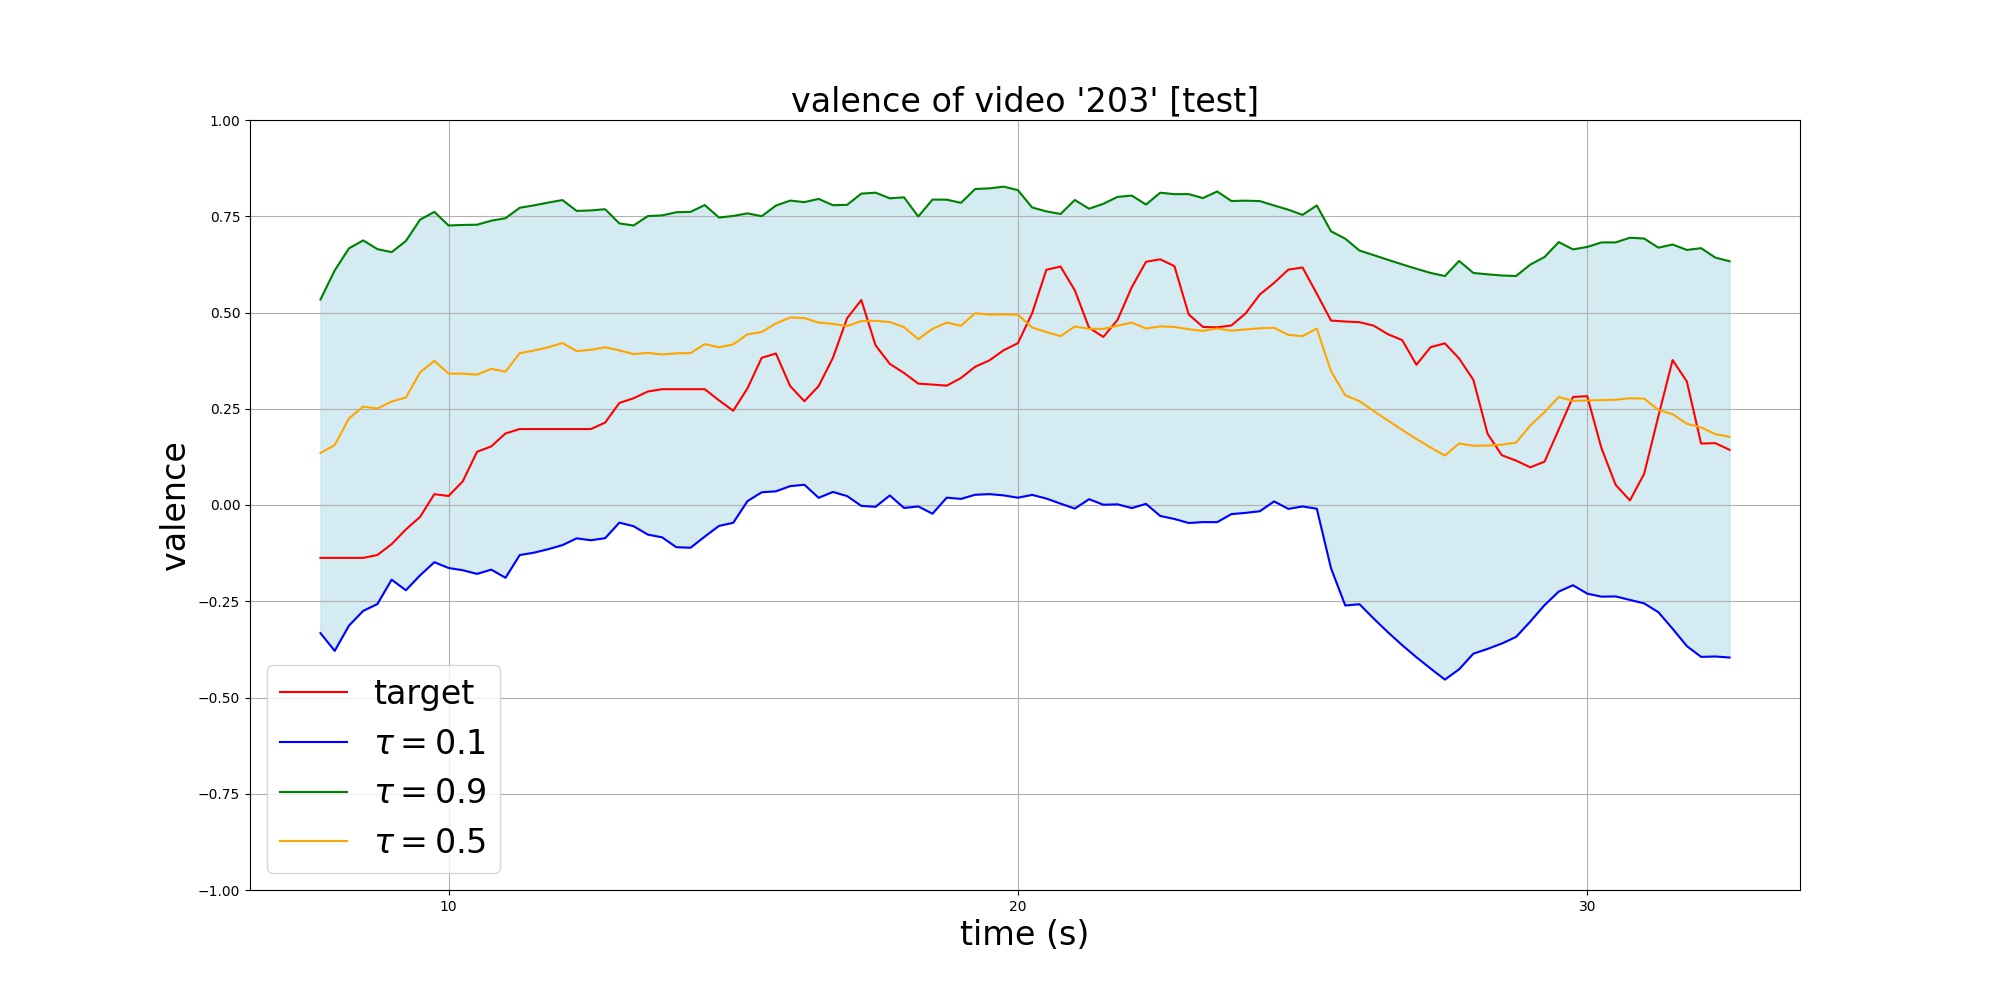 valence of video '203' [test]
1.00
0.75
0.50
0.25
0.00
−0.25
−0.50
−0.75
−1.00
valence
target
τ = 0.1
τ = 0.9
τ = 0.5
10 20 30
time (s)